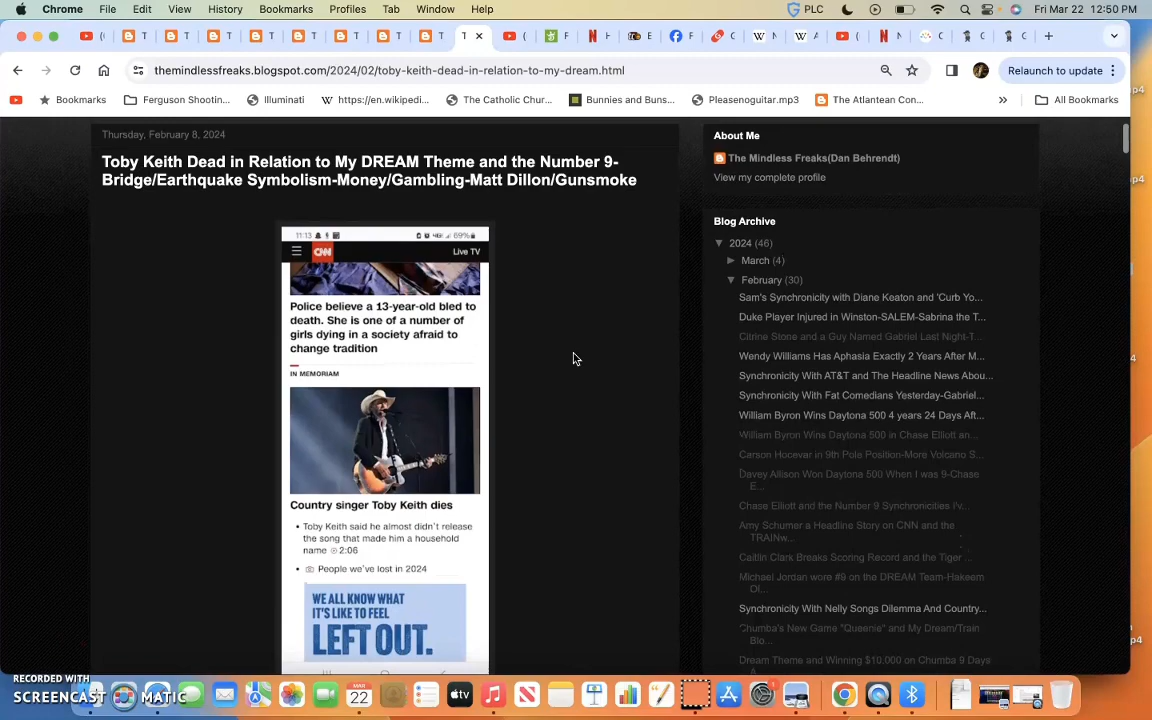 Chrome File Edit View History Bookmarks Profiles Tab Window Help PLC Fri Mar 22 12:50 PM
themindlessfreaks.blogspot.com/2024/02/toby-keith-dead-in-relation-to-my-dream.html Relaunch to update
Bookmarks Ferguson Shootin... Illuminati https://en.wikipedi... The Catholic Chur... Bunnies and Buns... Pleasenoguitar.mp3 The Atlantean Con... » All Bookmarks
Thursday, February 8, 2024
Toby Keith Dead in Relation to My DREAM Theme and the Number 9-
Bridge/Earthquake Symbolism-Money/Gambling-Matt Dillon/Gunsmoke
11:13 69%
CNN Live TV
Police believe a 13-year-old bled to
death. She is one of a number of
girls dying in a society afraid to
change tradition
IN MEMORIAM
Country singer Toby Keith dies
• Toby Keith said he almost didn't release
the song that made him a household
name 2:06
• People we've lost in 2024
WE ALL KNOW WHAT
IT'S LIKE TO FEEL
LEFT OUT.
About Me
The Mindless Freaks(Dan Behrendt)
View my complete profile
Blog Archive
▼ 2024 (46)
► March (4)
▼ February (30)
Sam's Synchronicity with Diane Keaton and 'Curb Yo...
Duke Player Injured in Winston-SALEM-Sabrina the T...
Citrine Stone and a Guy Named Gabriel Last Night-T...
Wendy Williams Has Aphasia Exactly 2 Years After M...
Synchronicity With AT&T and The Headline News Abou...
Synchronicity With Fat Comedians Yesterday-Gabriel...
William Byron Wins Daytona 500 4 years 24 Days Aft...
William Byron Wins Daytona 500 in Chase Elliott an...
Carson Hocevar in 9th Pole Position-More Volcano S...
Davey Allison Won Daytona 500 When I was 9-Chase
E...
Chase Elliott and the Number 9 Synchronicities I'v...
Amy Schumer a Headline Story on CNN and the
TRAINw...
Caitlin Clark Breaks Scoring Record and the Tiger ...
Michael Jordan wore #9 on the DREAM Team-Hakeem
Ol...
Synchronicity With Nelly Songs Dilemma And Country...
Chumba's New Game "Queenie" and My Dream/Train
Blo...
Dream Theme and Winning $10,000 on Chumba 9 Days
RECORDED WITH
SCREENCAST MATIC
MAR
22
tv